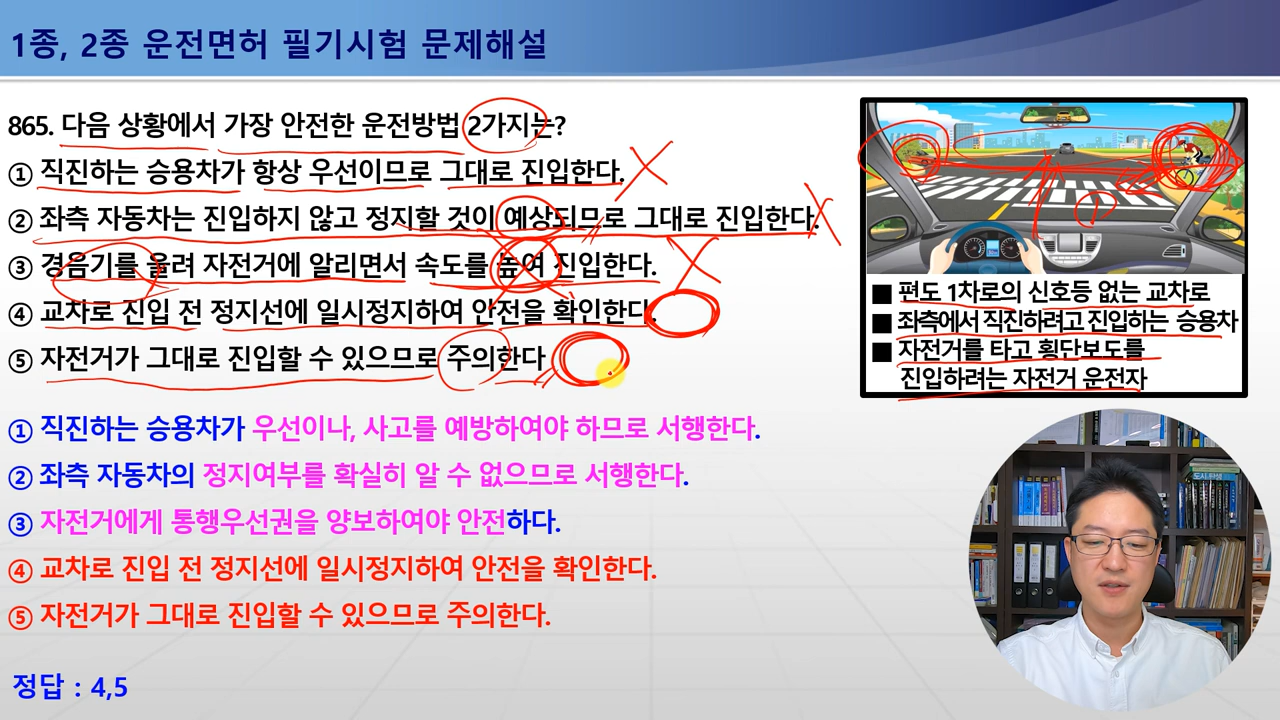 1종, 2종 운전면허 필기시험 문제해설
865. 다음 상황에서 가장 안전한 운전방법 2가지는?
① 직진하는 승용차가 항상 우선이므로 그대로 진입한다.
② 좌측 자동차는 진입하지 않고 정지할 것이 예상되므로 그대로 진입한다.
③ 경음기를 울려 자전거에 알리면서 속도를 높여 진입한다.
④ 교차로 진입 전 정지선에 일시정지하여 안전을 확인한다.
⑤ 자전거가 그대로 진입할 수 있으므로 주의한다
■ 편도 1차로의 신호등 없는 교차로
■ 좌측에서 직진하려고 진입하는 승용차
■ 자전거를 타고 횡단보도를
진입하려는 자전거 운전자
① 직진하는 승용차가 우선이나, 사고를 예방하여야 하므로 서행한다.
② 좌측 자동차의 정지여부를 확실히 알 수 없으므로 서행한다.
③ 자전거에게 통행우선권을 양보하여야 안전하다.
④ 교차로 진입 전 정지선에 일시정지하여 안전을 확인한다.
⑤ 자전거가 그대로 진입할 수 있으므로 주의한다.
정답 : 4,5